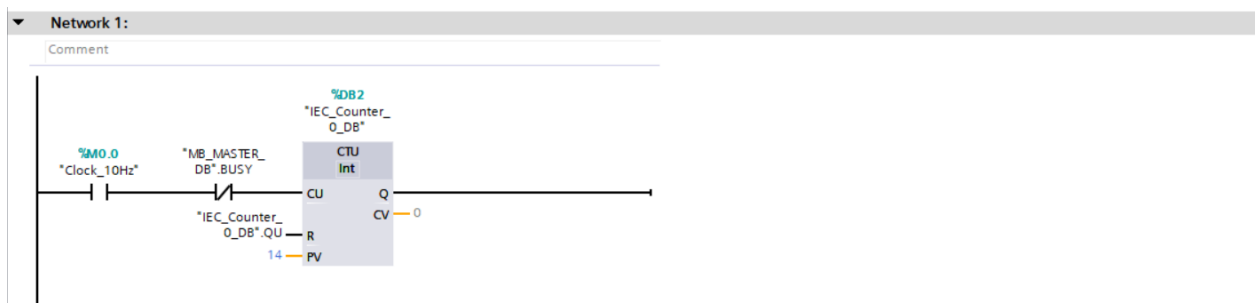 Network 1:
Comment
%DB2
"IEC_Counter_
0_DB"
%M0.0
"Clock_10Hz"
"MB_MASTER_
DB".BUSY
CTU
Int
CU
Q
CV
0
"IEC_Counter_
0_DB".QU
R
14
PV